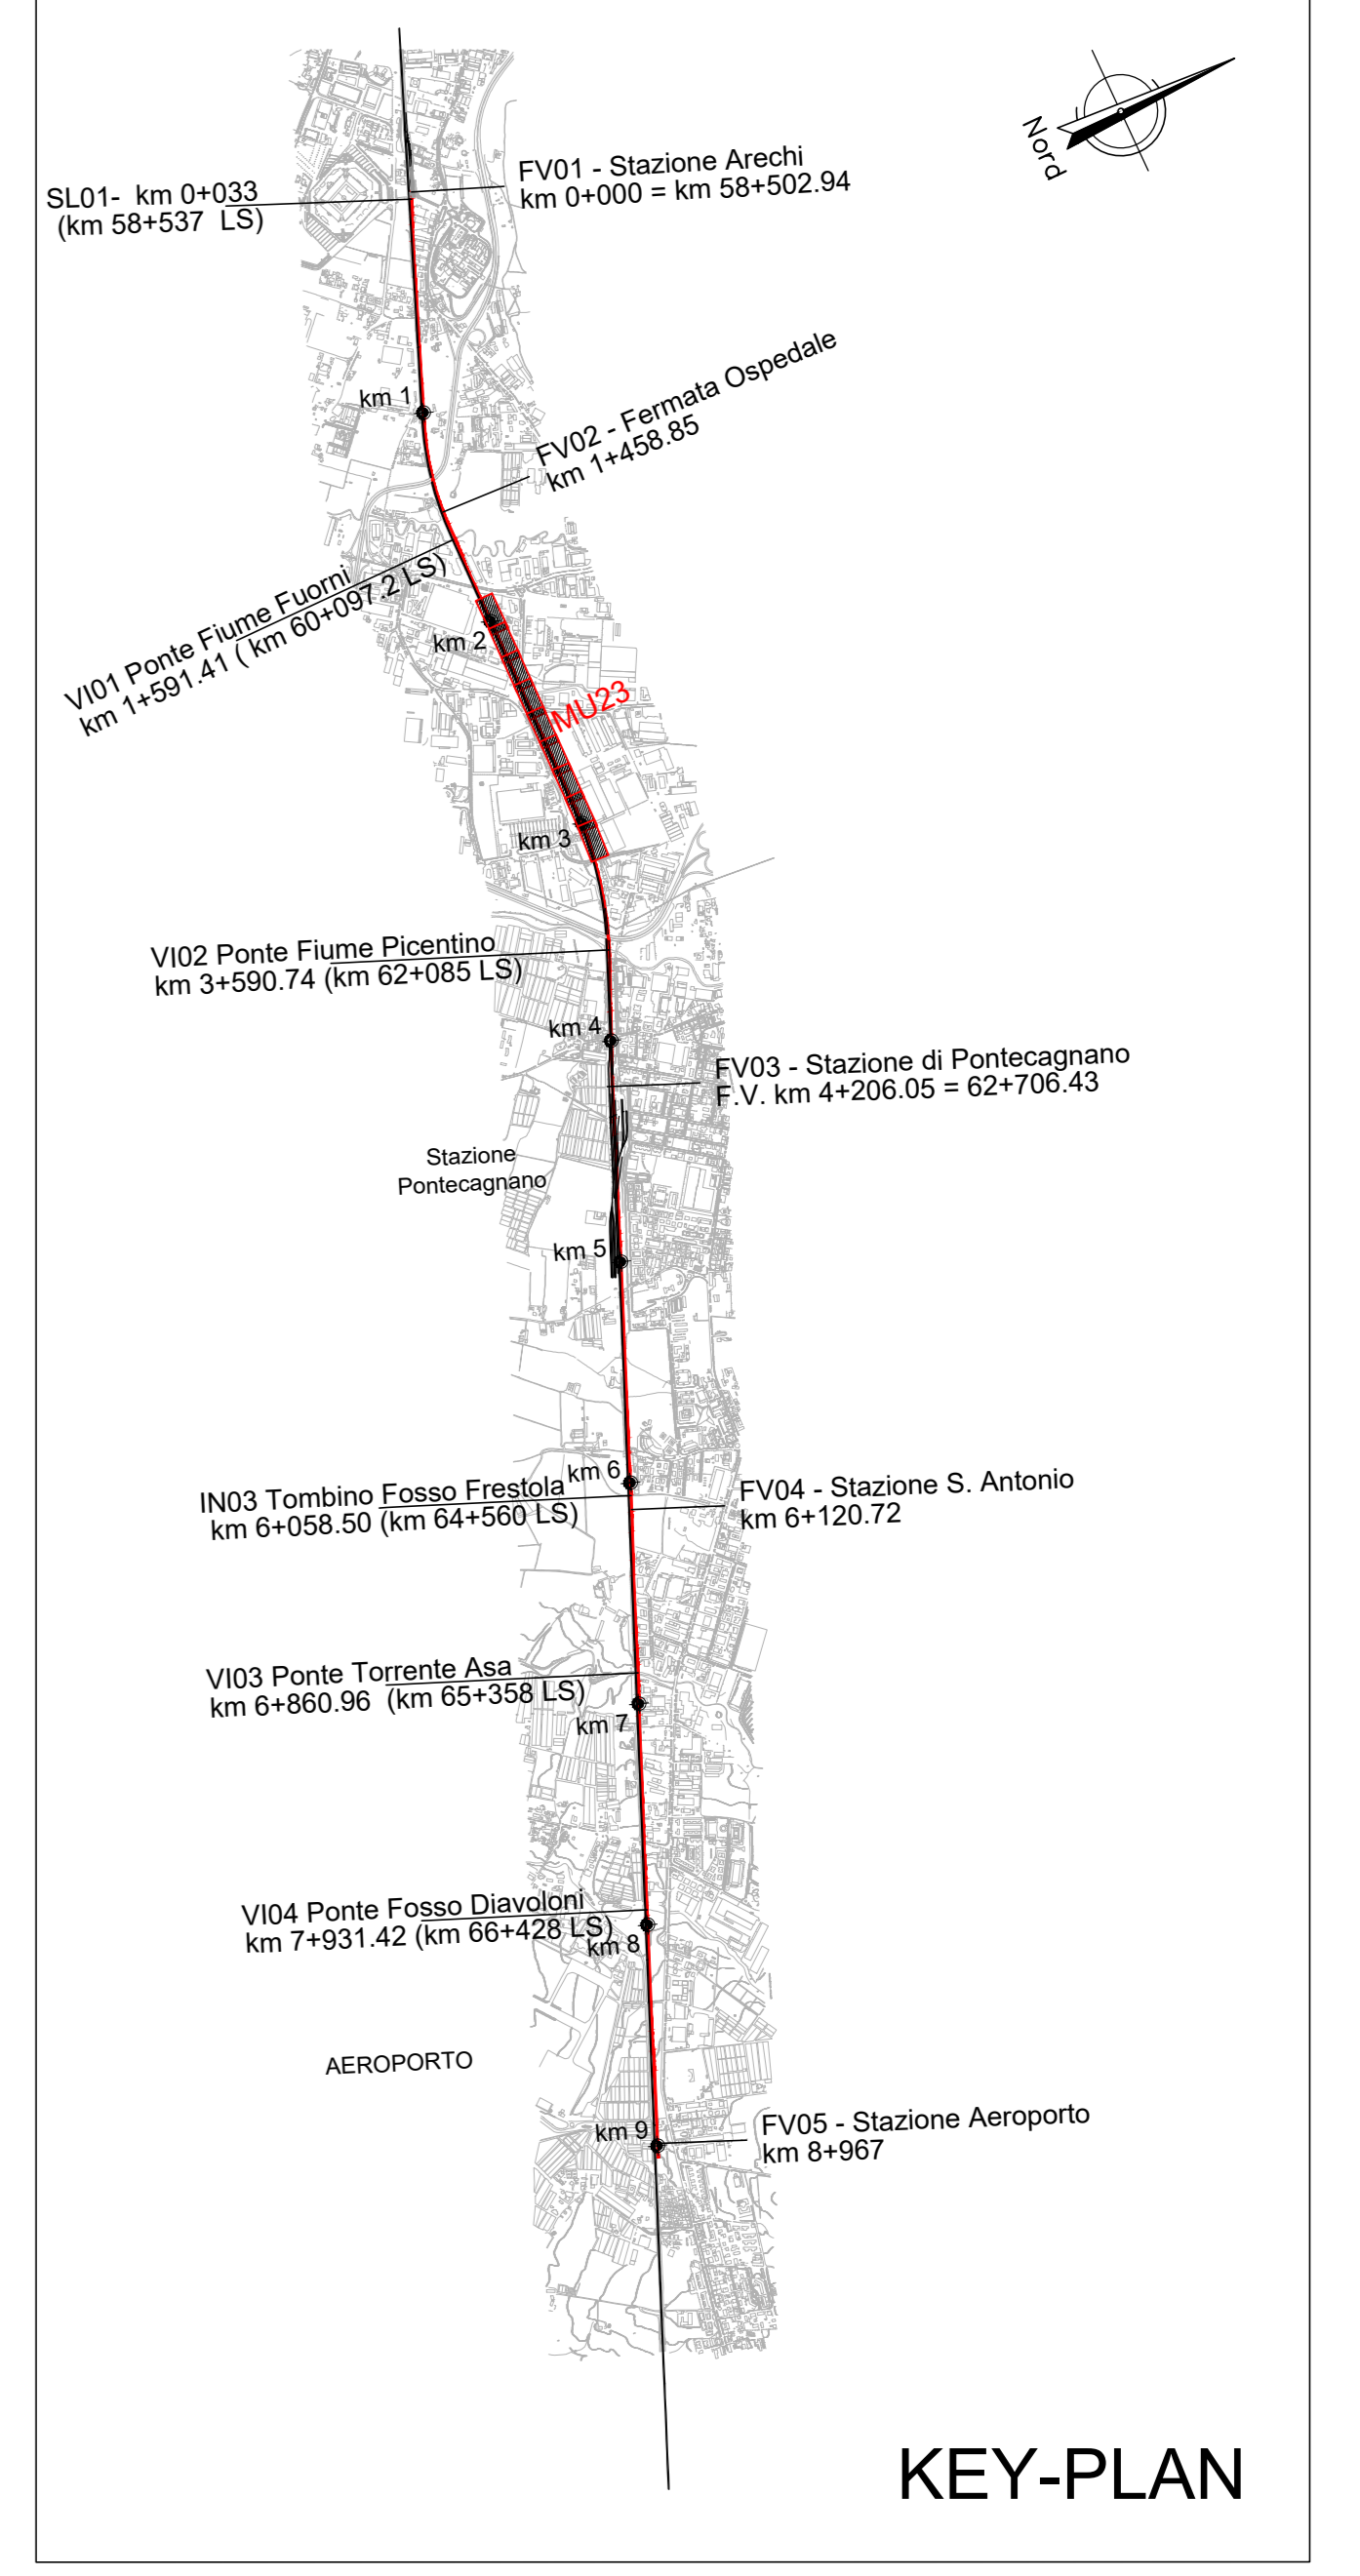 Nord
FV01 - Stazione Arechi
km 0+000 = km 58+502.94
SL01- km 0+033
(km 58+537 LS)
km 1
FV02 - Fermata Ospedale
km 1+458.85
VI01 Ponte Fiume Fuorni
km 1+591.41 ( km 60+097.2 LS)
km 2
MU23
km 3
VI02 Ponte Fiume Picentino
km 3+590.74 (km 62+085 LS)
km 4
FV03 - Stazione di Pontecagnano
F.V. km 4+206.05 = 62+706.43
Stazione
Pontecagnano
km 5
km 6
IN03 Tombino Fosso Frestola
km 6+058.50 (km 64+560 LS)
FV04 - Stazione S. Antonio
km 6+120.72
VI03 Ponte Torrente Asa
km 6+860.96 (km 65+358 LS)
km 7
VI04 Ponte Fosso Diavoloni
km 7+931.42 (km 66+428 LS)
km 8
AEROPORTO
km 9
FV05 - Stazione Aeroporto
km 8+967
KEY-PLAN